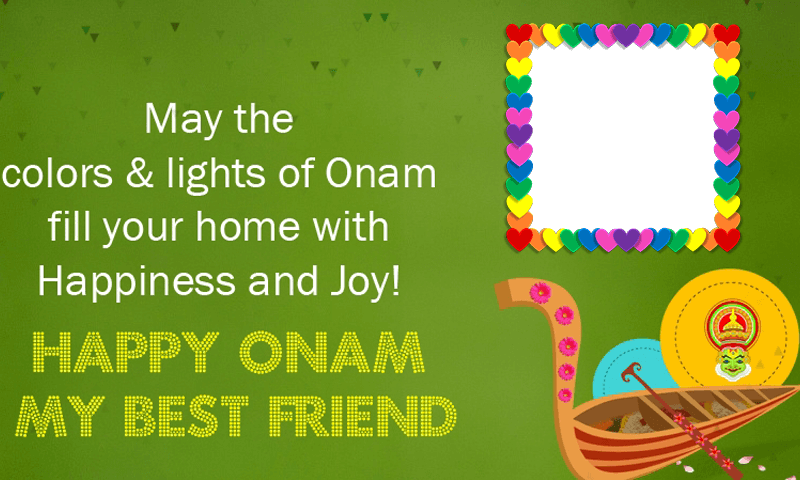 May the
colors & lights of Onam
fill your home with
Happiness and Joy!
HAPPY ONAM
MY BEST FRIEND